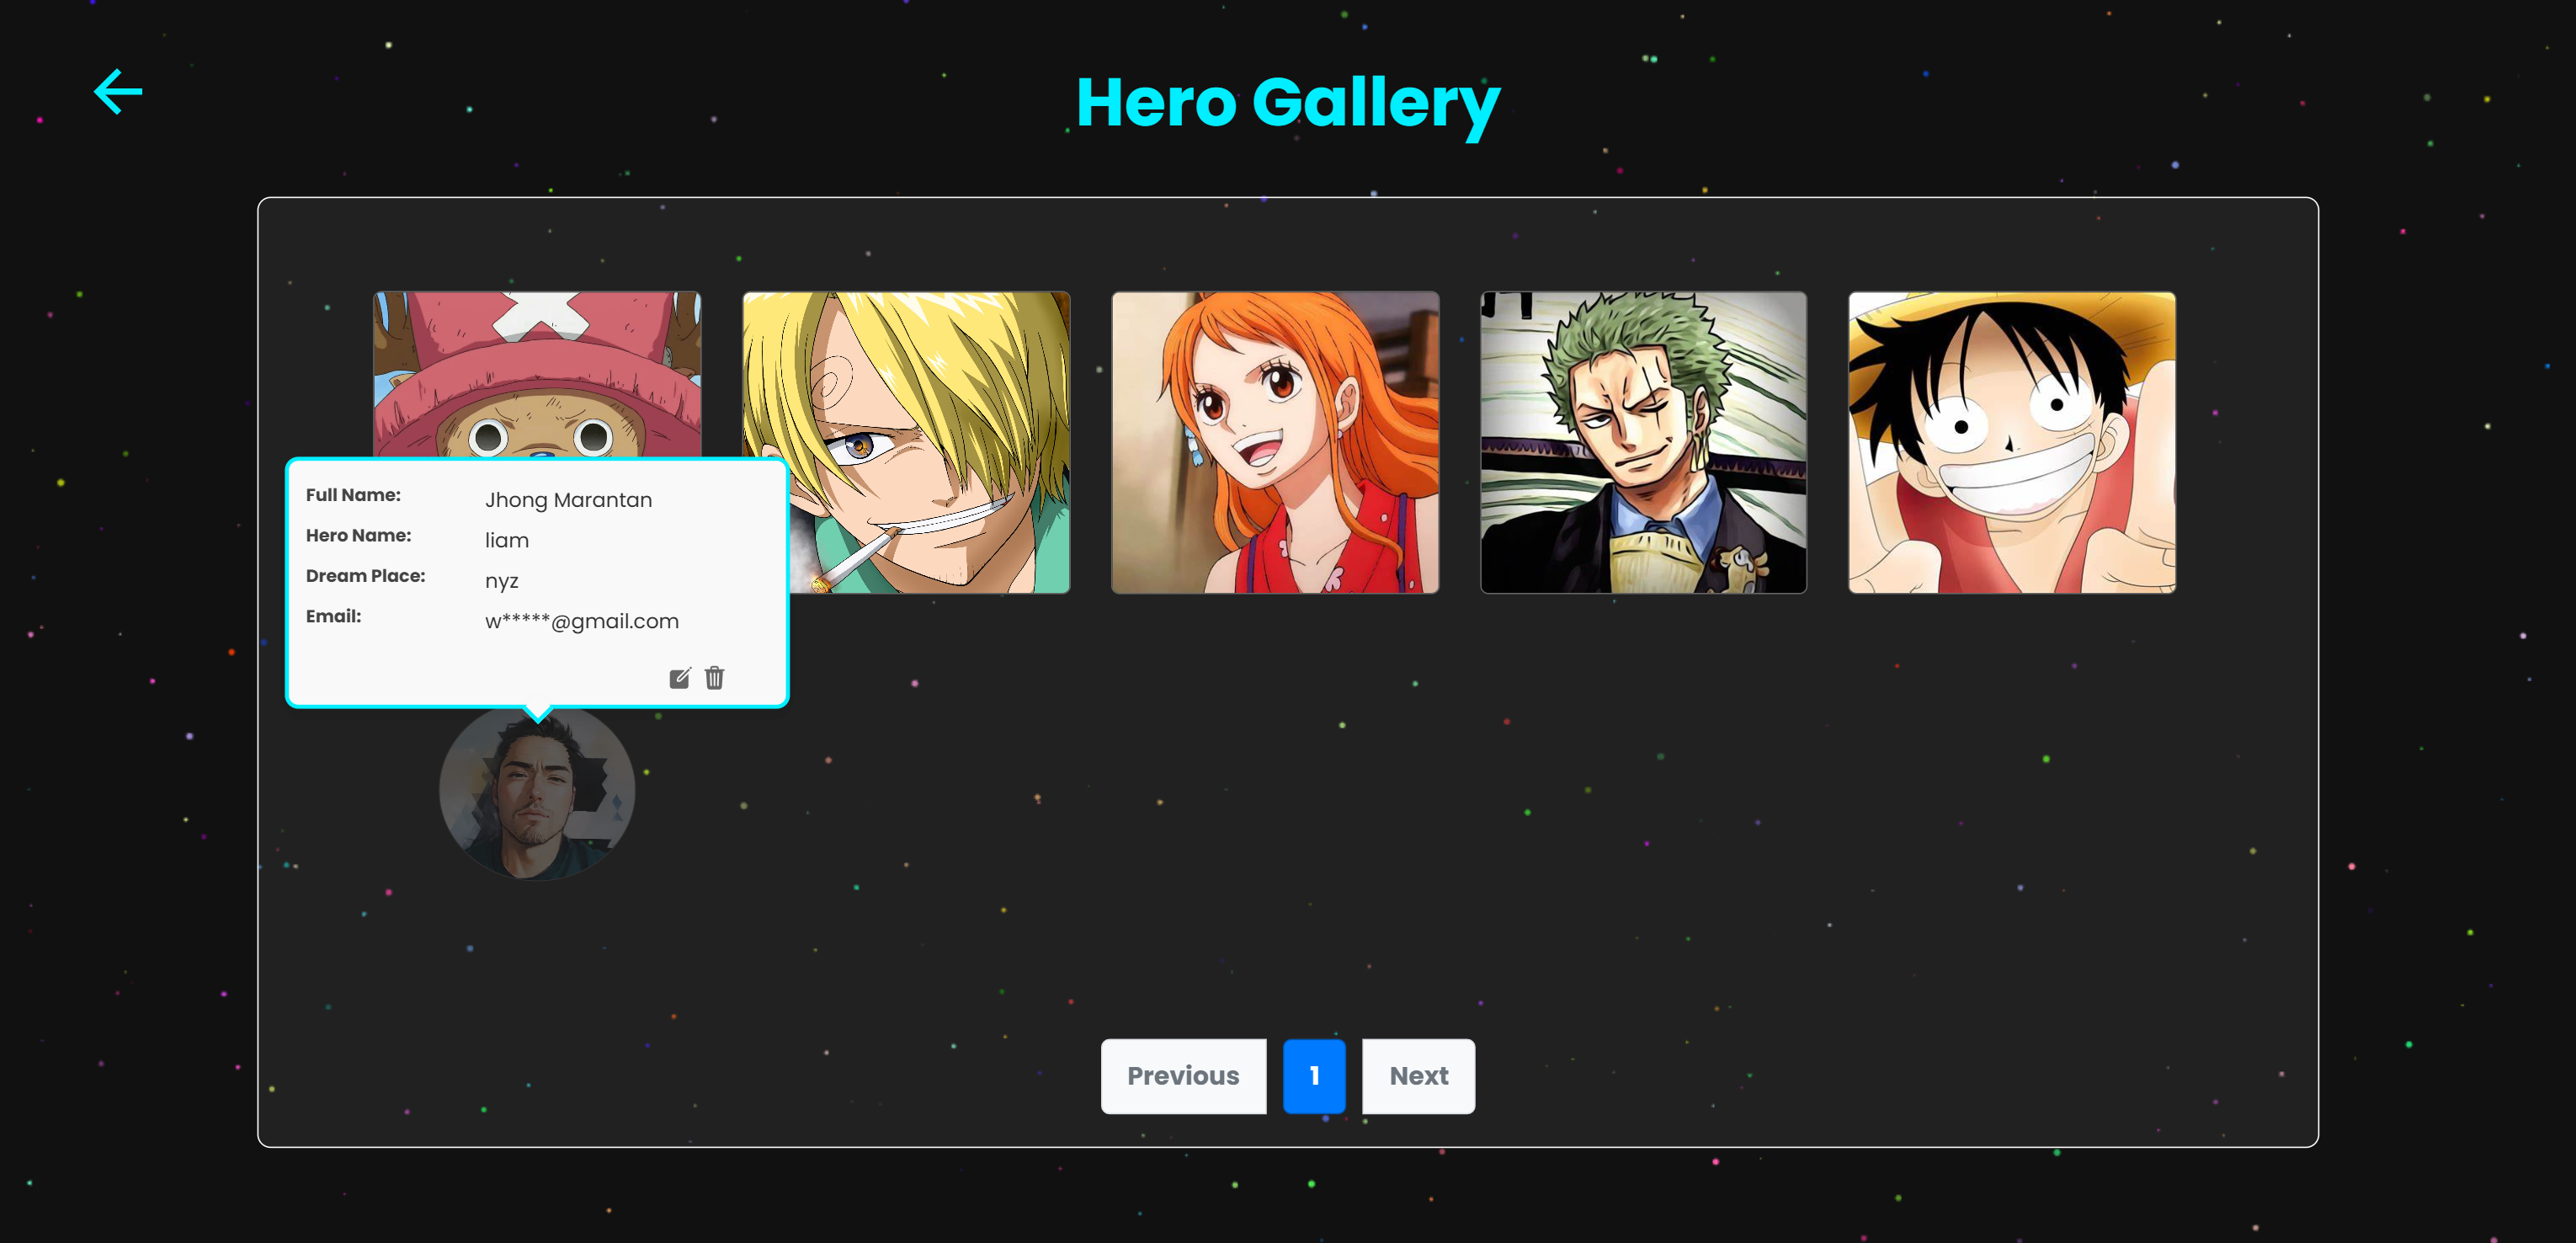 Hero Gallery
Full Name: Jhong Marantan
Hero Name: liam
Dream Place: nyz
Email: w*****@gmail.com
Previous 1 Next